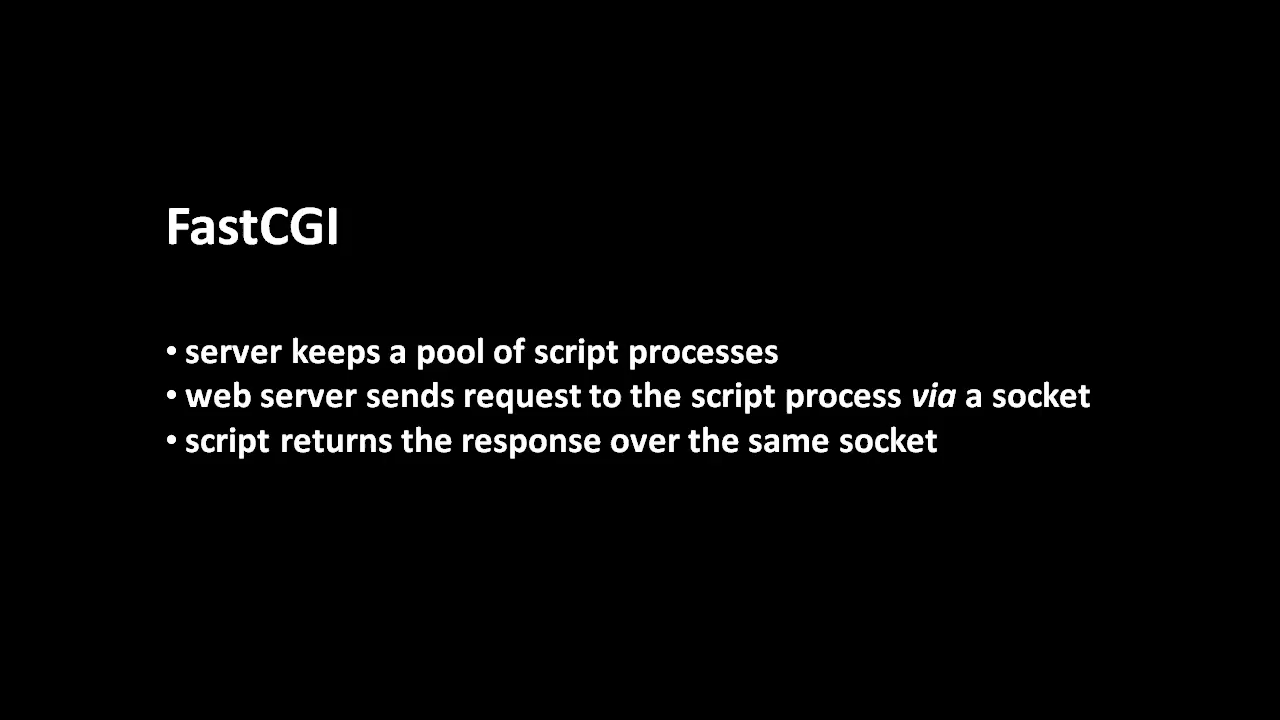 FastCGI
• server keeps a pool of script processes
• web server sends request to the script process via a socket
• script returns the response over the same socket